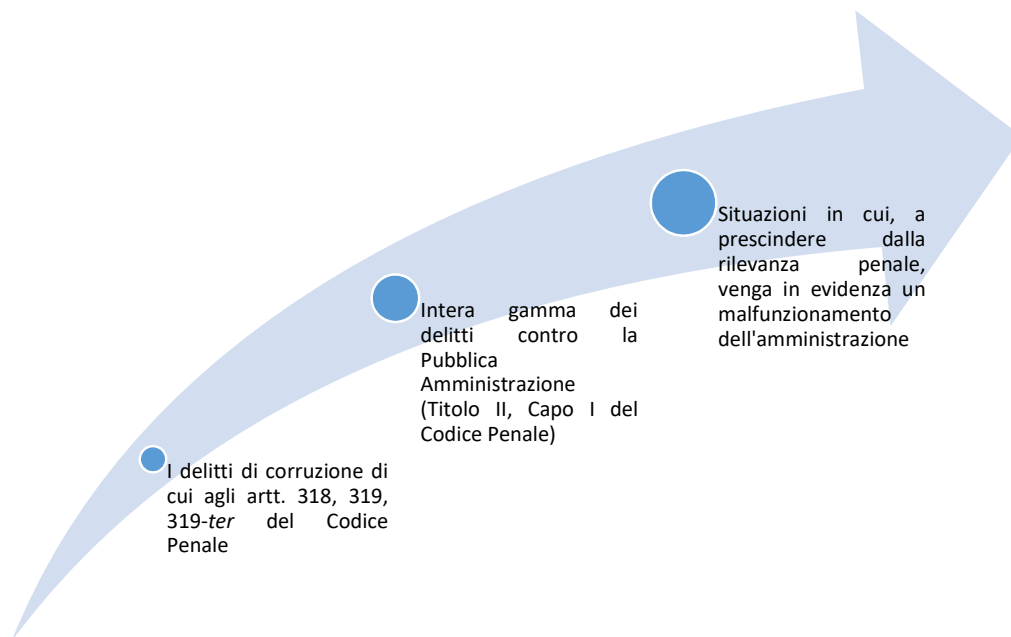 Situazioni in cui, a
prescindere dalla
rilevanza penale,
venga in evidenza un
malfunzionamento
dell'amministrazione
Intera gamma dei
delitti contro la
Pubblica
Amministrazione
(Titolo II, Capo I del
Codice Penale)
I delitti di corruzione di
cui agli artt. 318, 319,
319-ter del Codice
Penale